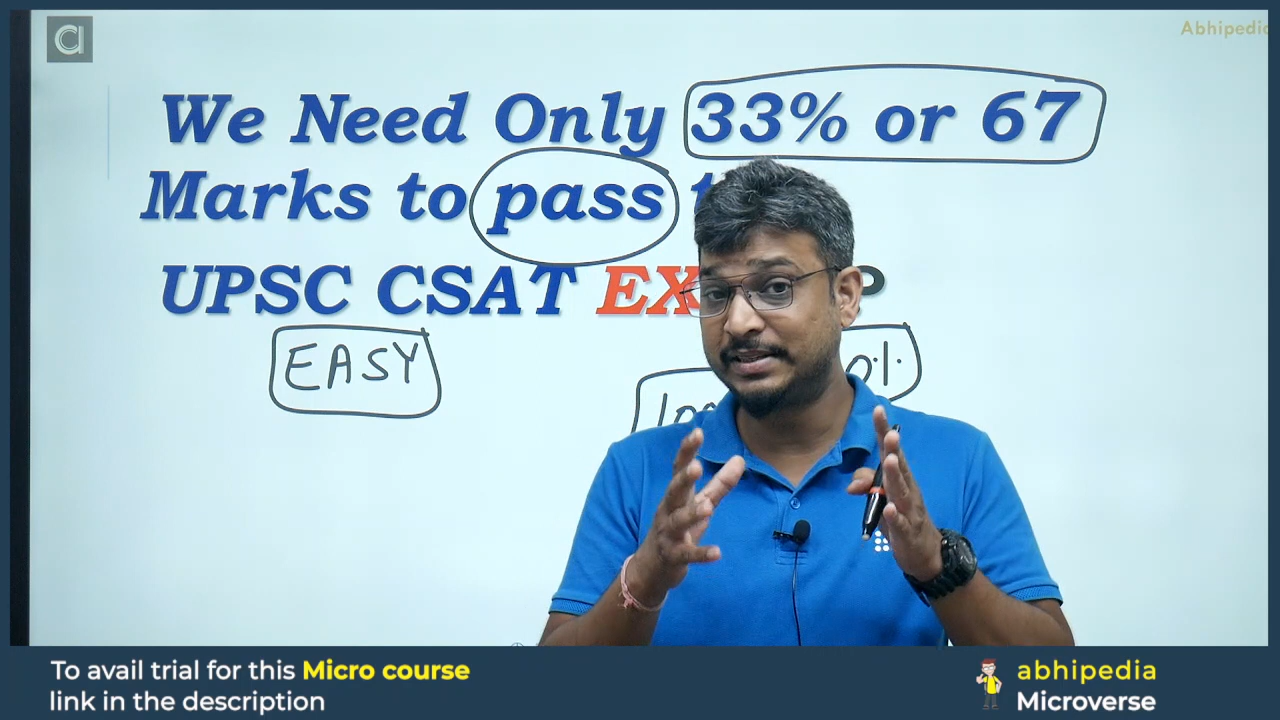 Abhipedia
We Need Only 33% or 67
Marks to pass
UPSC CSAT
EASY
To avail trial for this Micro course
link in the description
abhipedia
Microverse